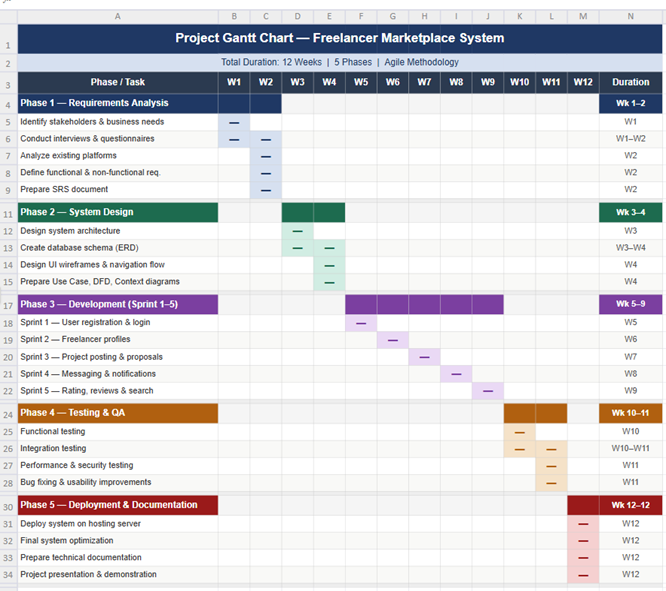 A B C D E F G H I J K L M N
1 Project Gantt Chart — Freelancer Marketplace System
2 Total Duration: 12 Weeks | 5 Phases | Agile Methodology
3 Phase / Task W1 W2 W3 W4 W5 W6 W7 W8 W9 W10 W11 W12 Duration
4 Phase 1 — Requirements Analysis Wk 1–2
5 Identify stakeholders & business needs — W1
6 Conduct interviews & questionnaires — — W1–W2
7 Analyze existing platforms — W2
8 Define functional & non-functional req. — W2
9 Prepare SRS document — W2
11 Phase 2 — System Design Wk 3–4
12 Design system architecture — W3
13 Create database schema (ERD) — — W3–W4
14 Design UI wireframes & navigation flow — W4
15 Prepare Use Case, DFD, Context diagrams — W4
17 Phase 3 — Development (Sprint 1–5) Wk 5–9
18 Sprint 1 — User registration & login — W5
19 Sprint 2 — Freelancer profiles — W6
20 Sprint 3 — Project posting & proposals — W7
21 Sprint 4 — Messaging & notifications — W8
22 Sprint 5 — Rating, reviews & search — W9
24 Phase 4 — Testing & QA Wk 10–11
25 Functional testing — W10
26 Integration testing — — W10–W11
27 Performance & security testing — W11
28 Bug fixing & usability improvements — W11
30 Phase 5 — Deployment & Documentation Wk 12–12
31 Deploy system on hosting server — W12
32 Final system optimization — W12
33 Prepare technical documentation — W12
34 Project presentation & demonstration — W12